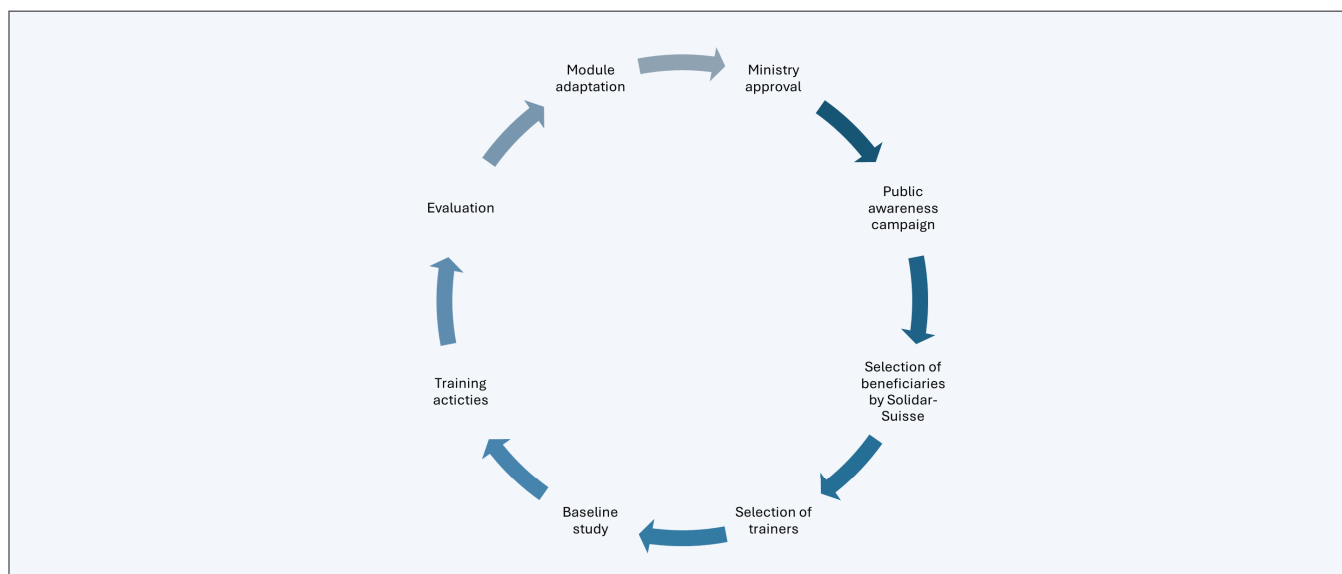 Module
adaptation
Ministry
approval
Public
awareness
campaign
Selection of
beneficiaries
by Solidar-
Suisse
Selection of
trainers
Baseline
study
Training
acticties
Evaluation